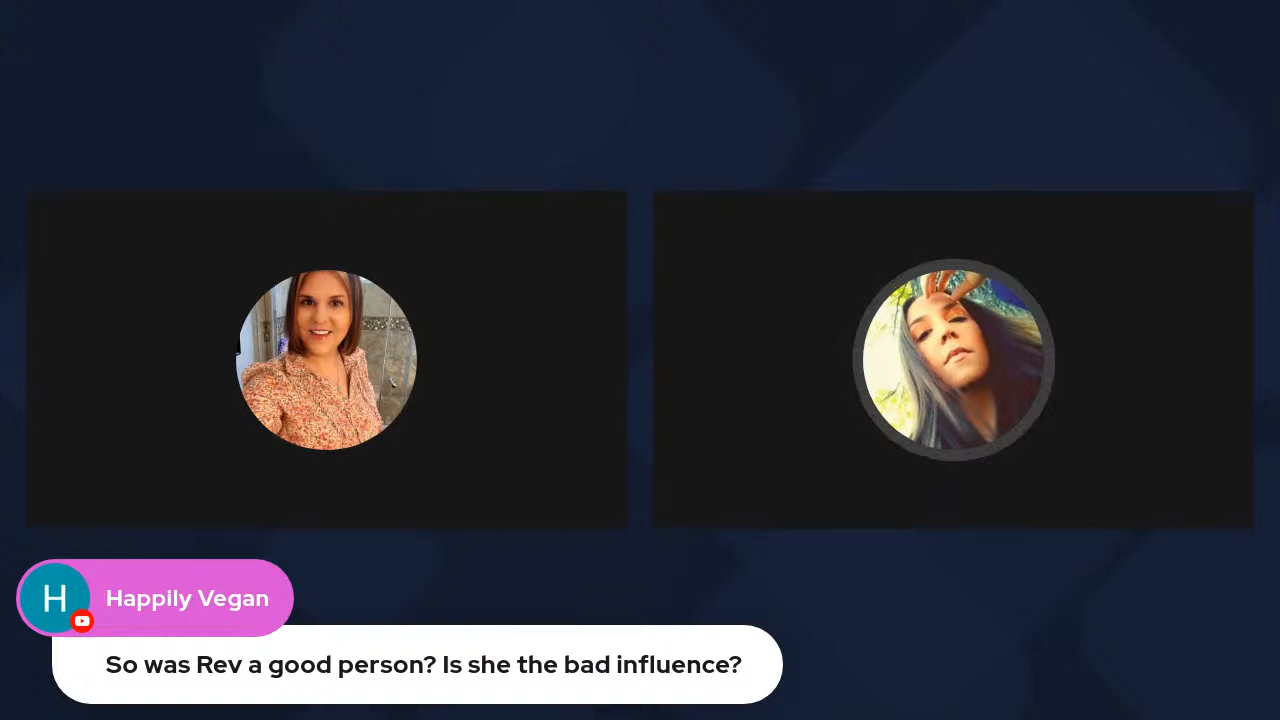 H
Happily Vegan
So was Rev a good person? Is she the bad influence?